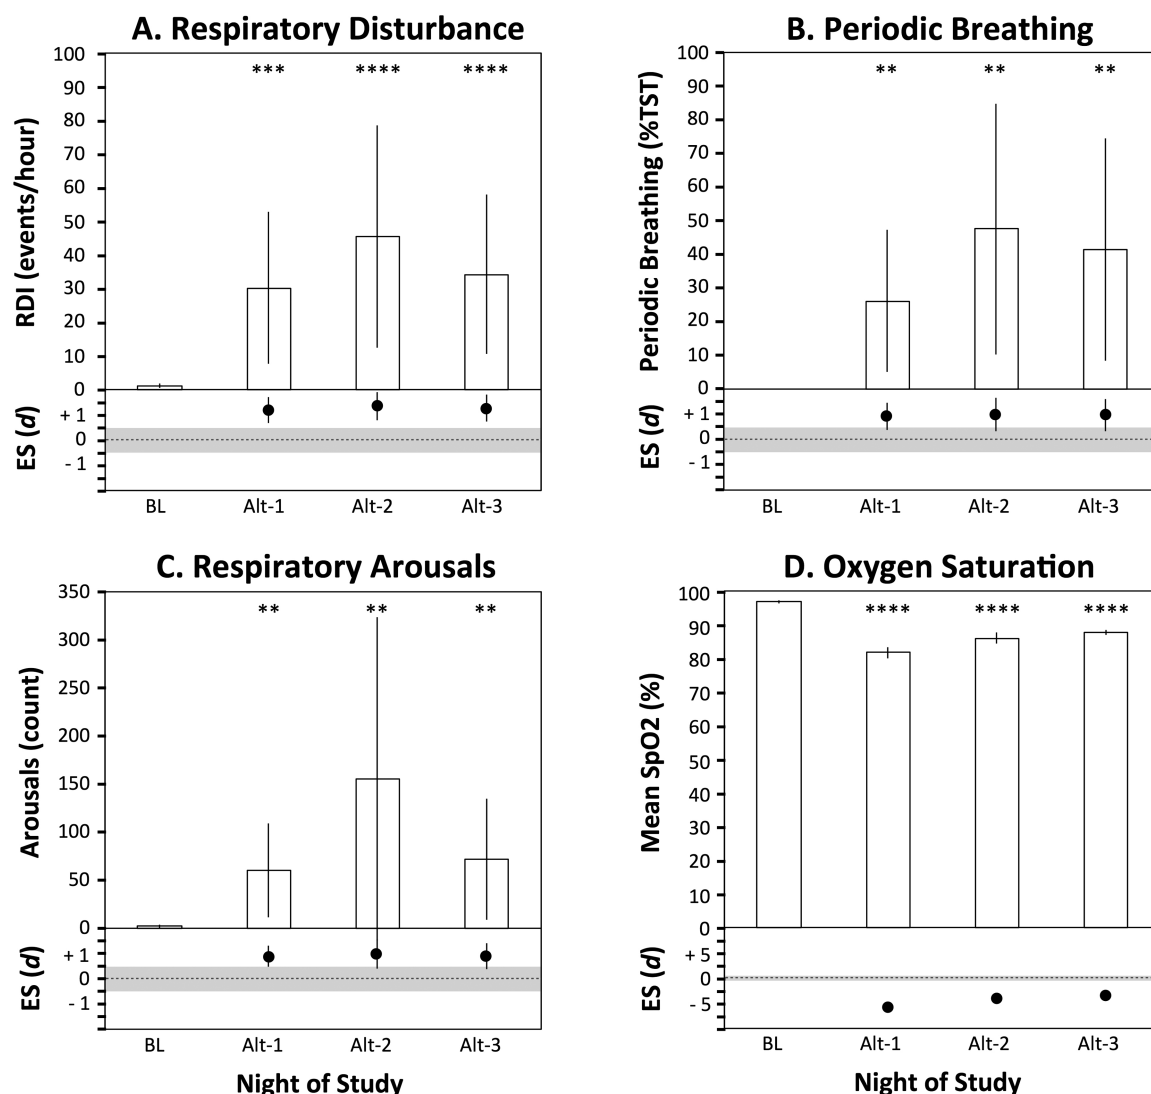 A. Respiratory Disturbance
RDI (events/hour)
100
90
80
70
60
50
40
30
20
10
0
*** **** ****
ES (d)
+ 1
0
- 1
BL Alt-1 Alt-2 Alt-3
B. Periodic Breathing
Periodic Breathing (%TST)
100
90
80
70
60
50
40
30
20
10
0
** ** **
ES (d)
+ 1
0
- 1
BL Alt-1 Alt-2 Alt-3
C. Respiratory Arousals
Arousals (count)
350
300
250
200
150
100
50
0
** ** **
ES (d)
+ 1
0
- 1
BL Alt-1 Alt-2 Alt-3
Night of Study
D. Oxygen Saturation
Mean SpO2 (%)
100
90
80
70
60
50
40
30
20
10
0
**** **** ****
ES (d)
+ 5
0
- 5
BL Alt-1 Alt-2 Alt-3
Night of Study